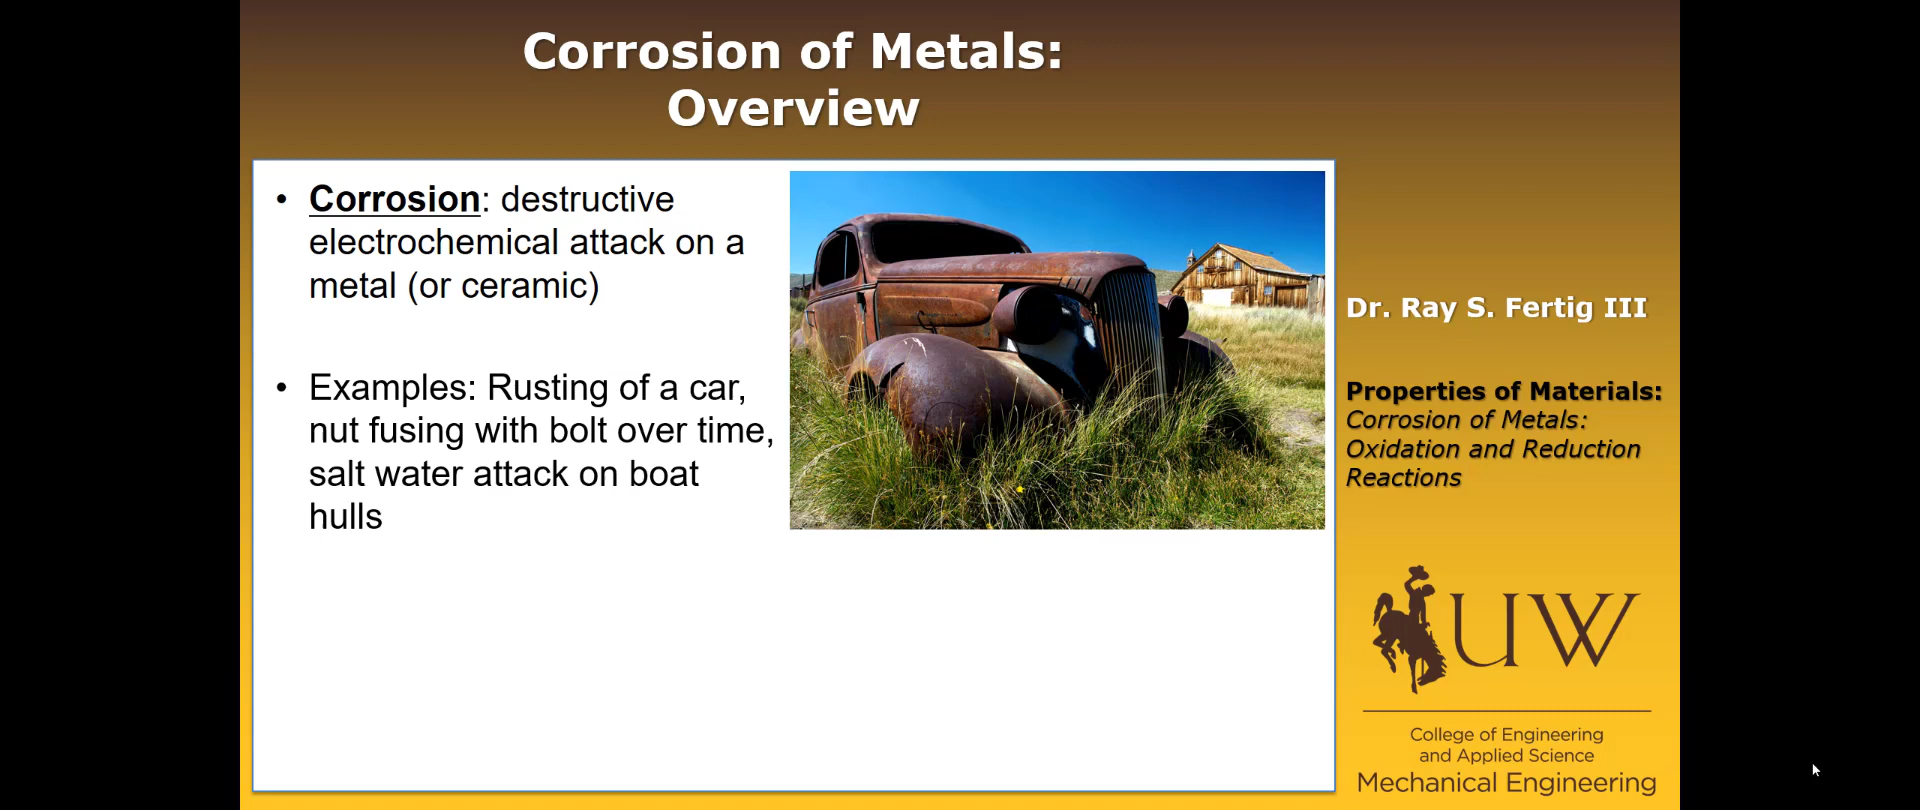 Corrosion of Metals:
Overview
• Corrosion: destructive
electrochemical attack on a
metal (or ceramic)
• Examples: Rusting of a car,
nut fusing with bolt over time,
salt water attack on boat
hulls
Dr. Ray S. Fertig III
Properties of Materials:
Corrosion of Metals:
Oxidation and Reduction
Reactions
UW
College of Engineering
and Applied Science
Mechanical Engineering